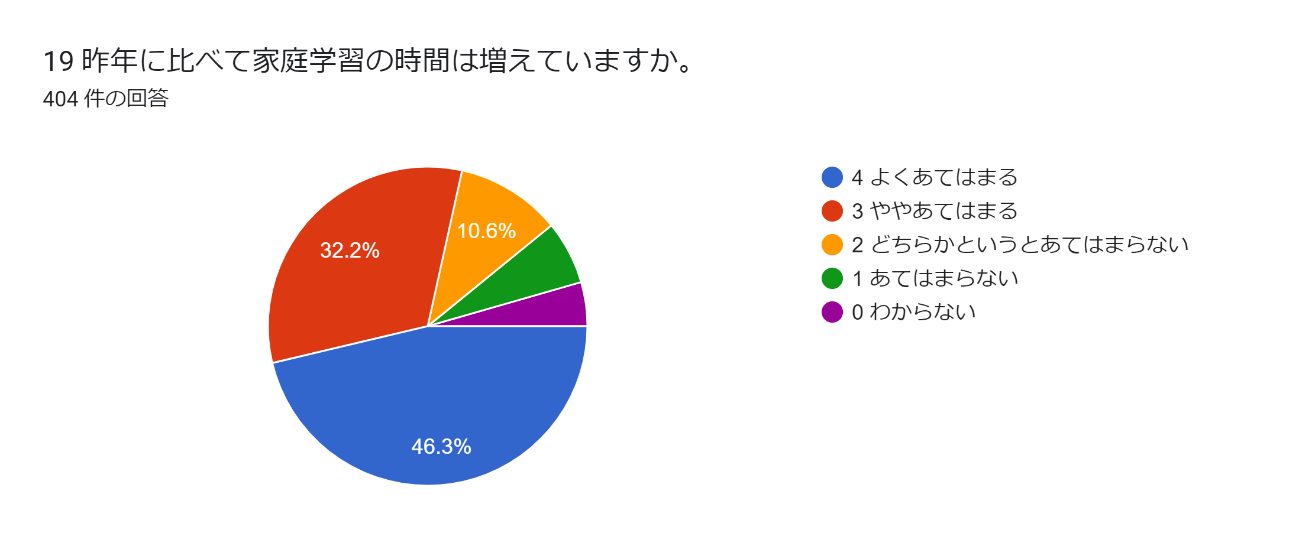 19 昨年に比べて家庭学習の時間は増えていますか。
404 件の回答
4 よくあてはまる
3 ややあてはまる
2 どちらかというとあてはまらない
1 あてはまらない
0 わからない
10.6%
32.2%
46.3%